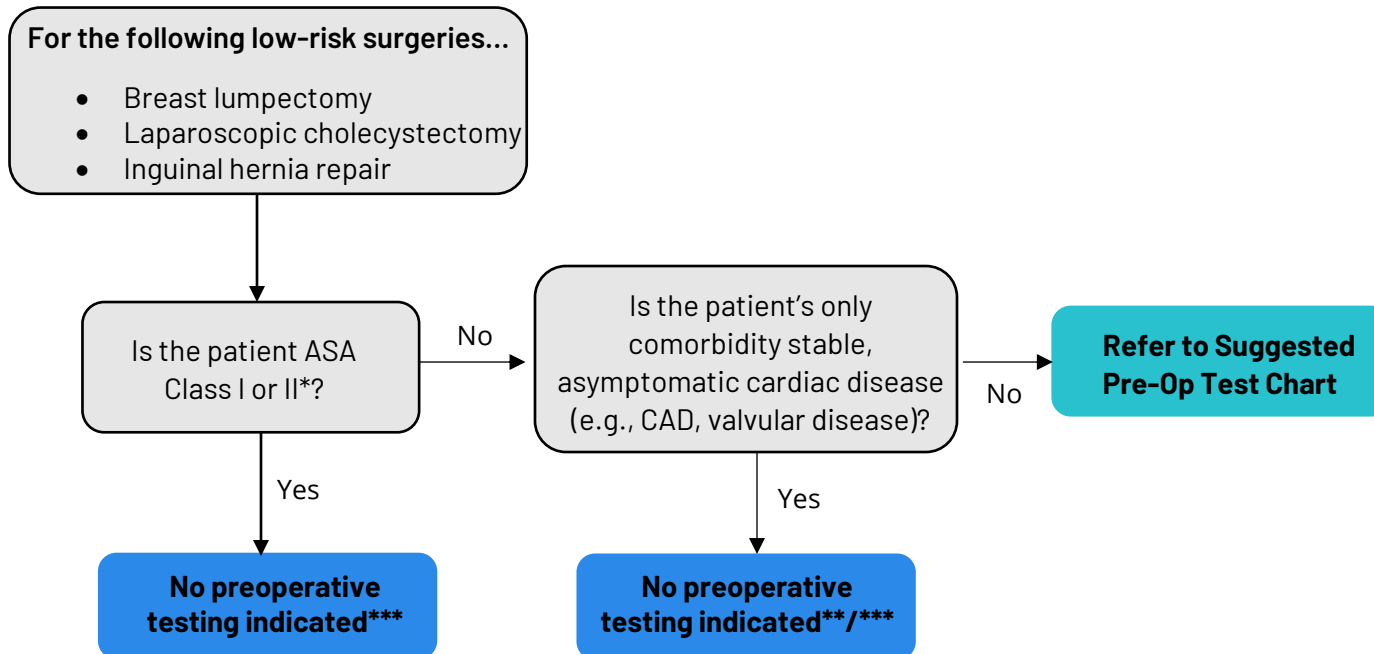 For the following low-risk surgeries...
• Breast lumpectomy
• Laparoscopic cholecystectomy
• Inguinal hernia repair
Is the patient ASA
Class I or II*?
No
Is the patient’s only
comorbidity stable,
asymptomatic cardiac disease
(e.g., CAD, valvular disease)?
No
Refer to Suggested
Pre-Op Test Chart
Yes
Yes
No preoperative
testing indicated***
No preoperative
testing indicated**/***